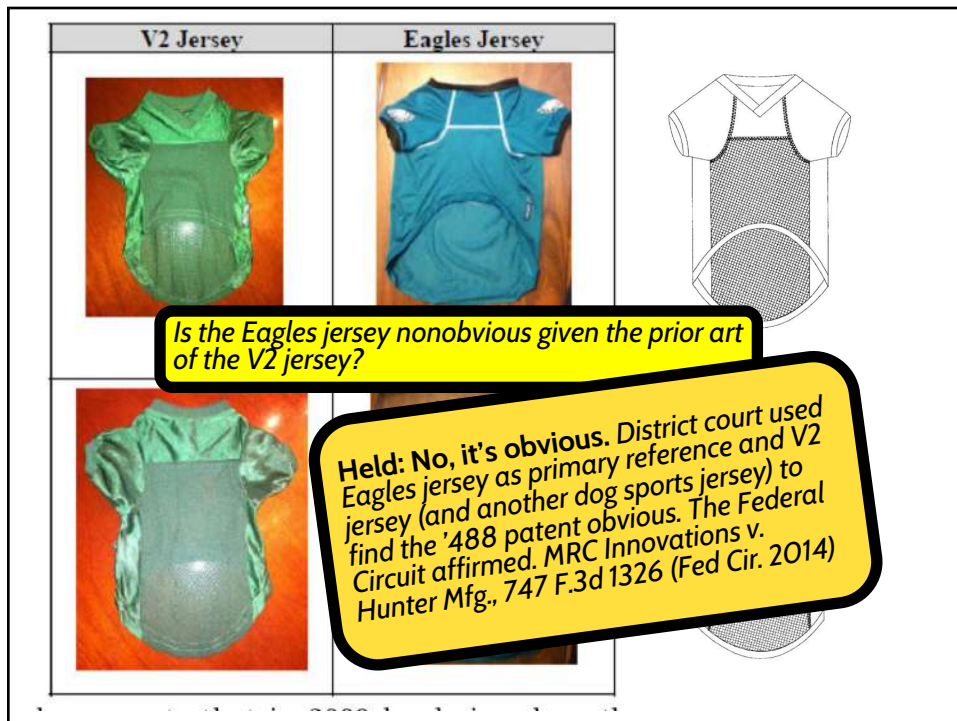 V2 Jersey
Eagles Jersey
Is the Eagles jersey nonobvious given the prior art
of the V2 jersey?
Held: No, it’s obvious. District court used
Eagles jersey as primary reference and V2
jersey (and another dog sports jersey) to
find the ’488 patent obvious. The Federal
Circuit affirmed. MRC Innovations v.
Hunter Mfg., 747 F.3d 1326 (Fed Cir. 2014)